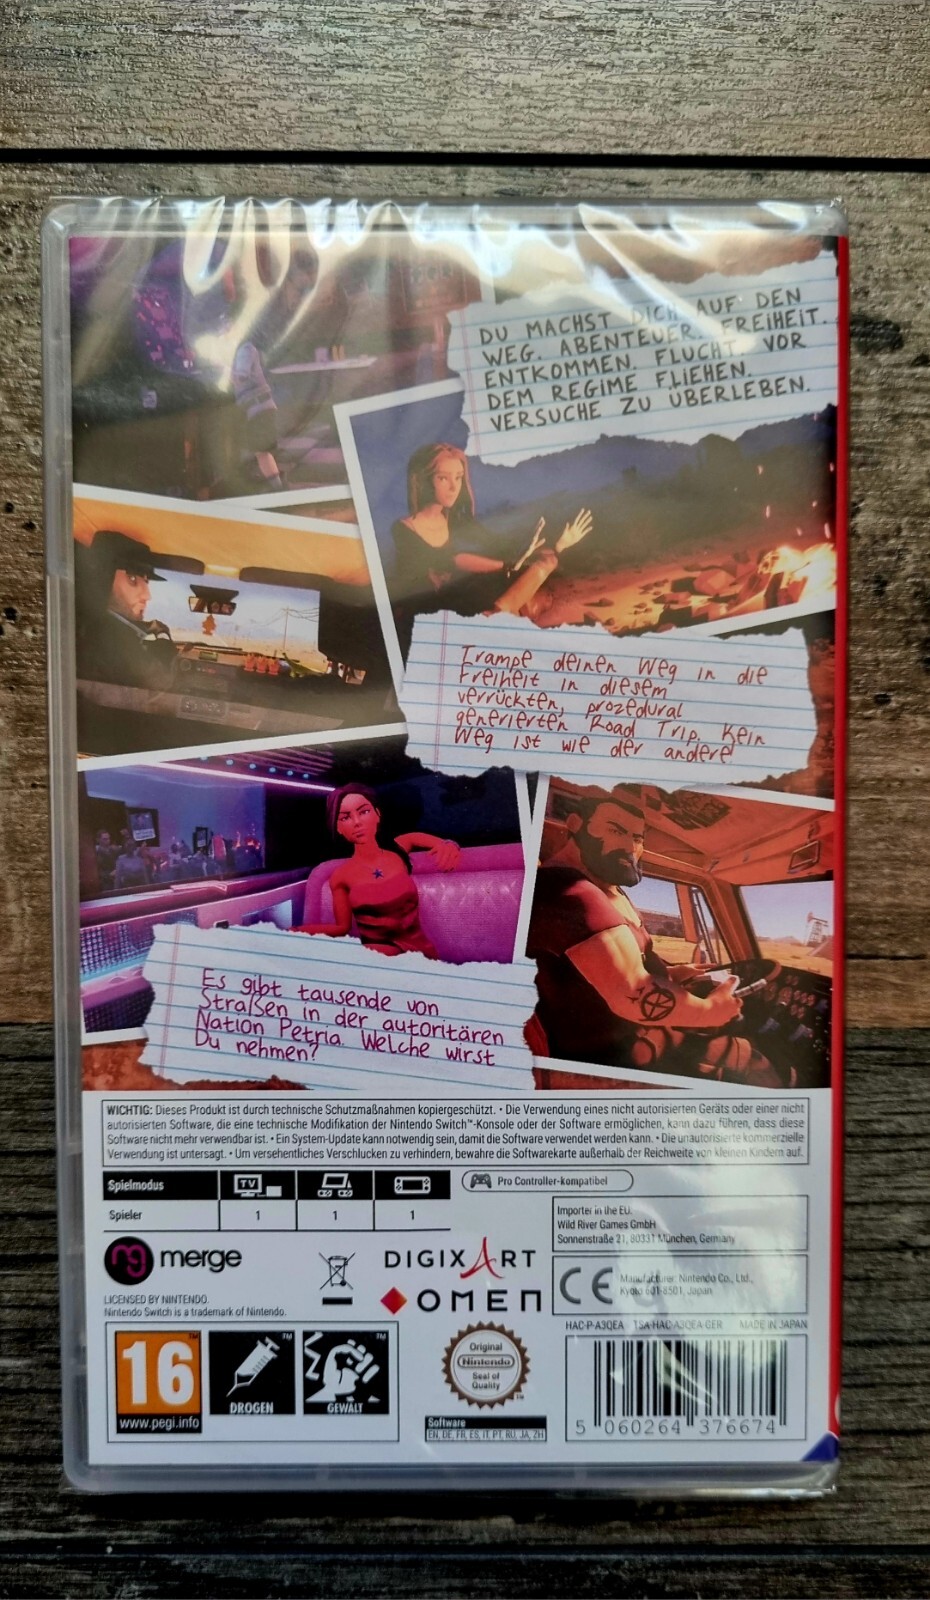 DU MACHST DICH AUF DEN
WEG. ABENTEUER. FREIHEIT.
ENTKOMMEN. FLUCHT. VOR
DEM REGIME FLIEHEN.
VERSUCHE ZU ÜBERLEBEN.
Trampe deinen Weg in die
Freiheit in diesem
verrückten, prozedural
generierten Road Trip. Kein
Weg ist wie der andere
Es gibt tausende von
Straßen in der autoritären
Nation Petria. Welche wirst
Du nehmen?
WICHTIG: Dieses Produkt ist durch technische Schutzmaßnahmen kopiergeschützt. • Die Verwendung eines nicht autorisierten Geräts oder einer nicht
autorisierten Software, die eine technische Modifikation der Nintendo Switch™-Konsole oder der Software ermöglichen, kann dazu führen, dass diese
Software nicht mehr verwendbar ist. • Ein System-Update kann notwendig sein, damit die Software verwendet werden kann. • Die unautorisierte kommerzielle
Verwendung ist untersagt. • Um versehentliches Verschlucken zu verhindern, bewahre die Softwarekarte außerhalb der Reichweite von kleinen Kindern auf.
Spielmodus TV Pro Controller-kompatibel
Spieler 1 1 1
Importer in the EU:
Wild River Games GmbH
Sonnenstraße 21, 80331 München, Germany
mg merge
DIGIXART
OMEN
CE Manufacturer: Nintendo Co., Ltd.,
Kyoto 601-8501, Japan
LICENSED BY NINTENDO.
Nintendo Switch is a trademark of Nintendo.
HAC-P-A3QEA TSA-HAC-A3QEA-GER MADE IN JAPAN
16 ™
www.pegi.info
™ DROGEN
™ GEWALT
Original
Nintendo
Seal of
Quality
™
Software
EN, DE, FR, ES, IT, PT, RU, JA, ZH
5 060264 376674